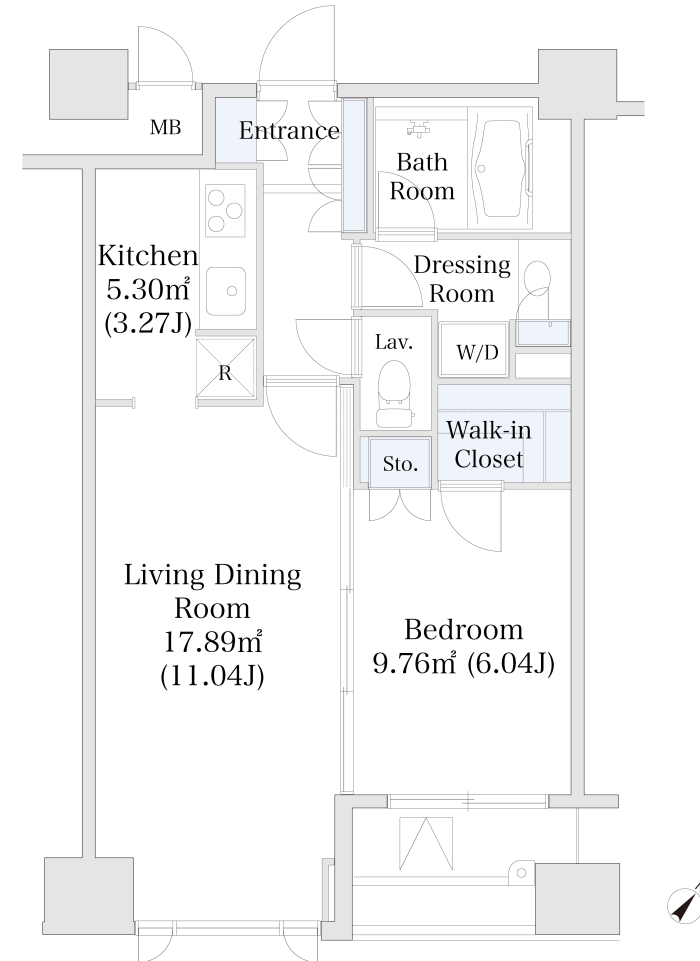 MB
Entrance
Bath
Room
Kitchen
5.30㎡
(3.27J)
Dressing
Room
Lav.
W/D
R
Walk-in
Closet
Sto.
Living Dining
Room
17.89㎡
(11.04J)
Bedroom
9.76㎡ (6.04J)